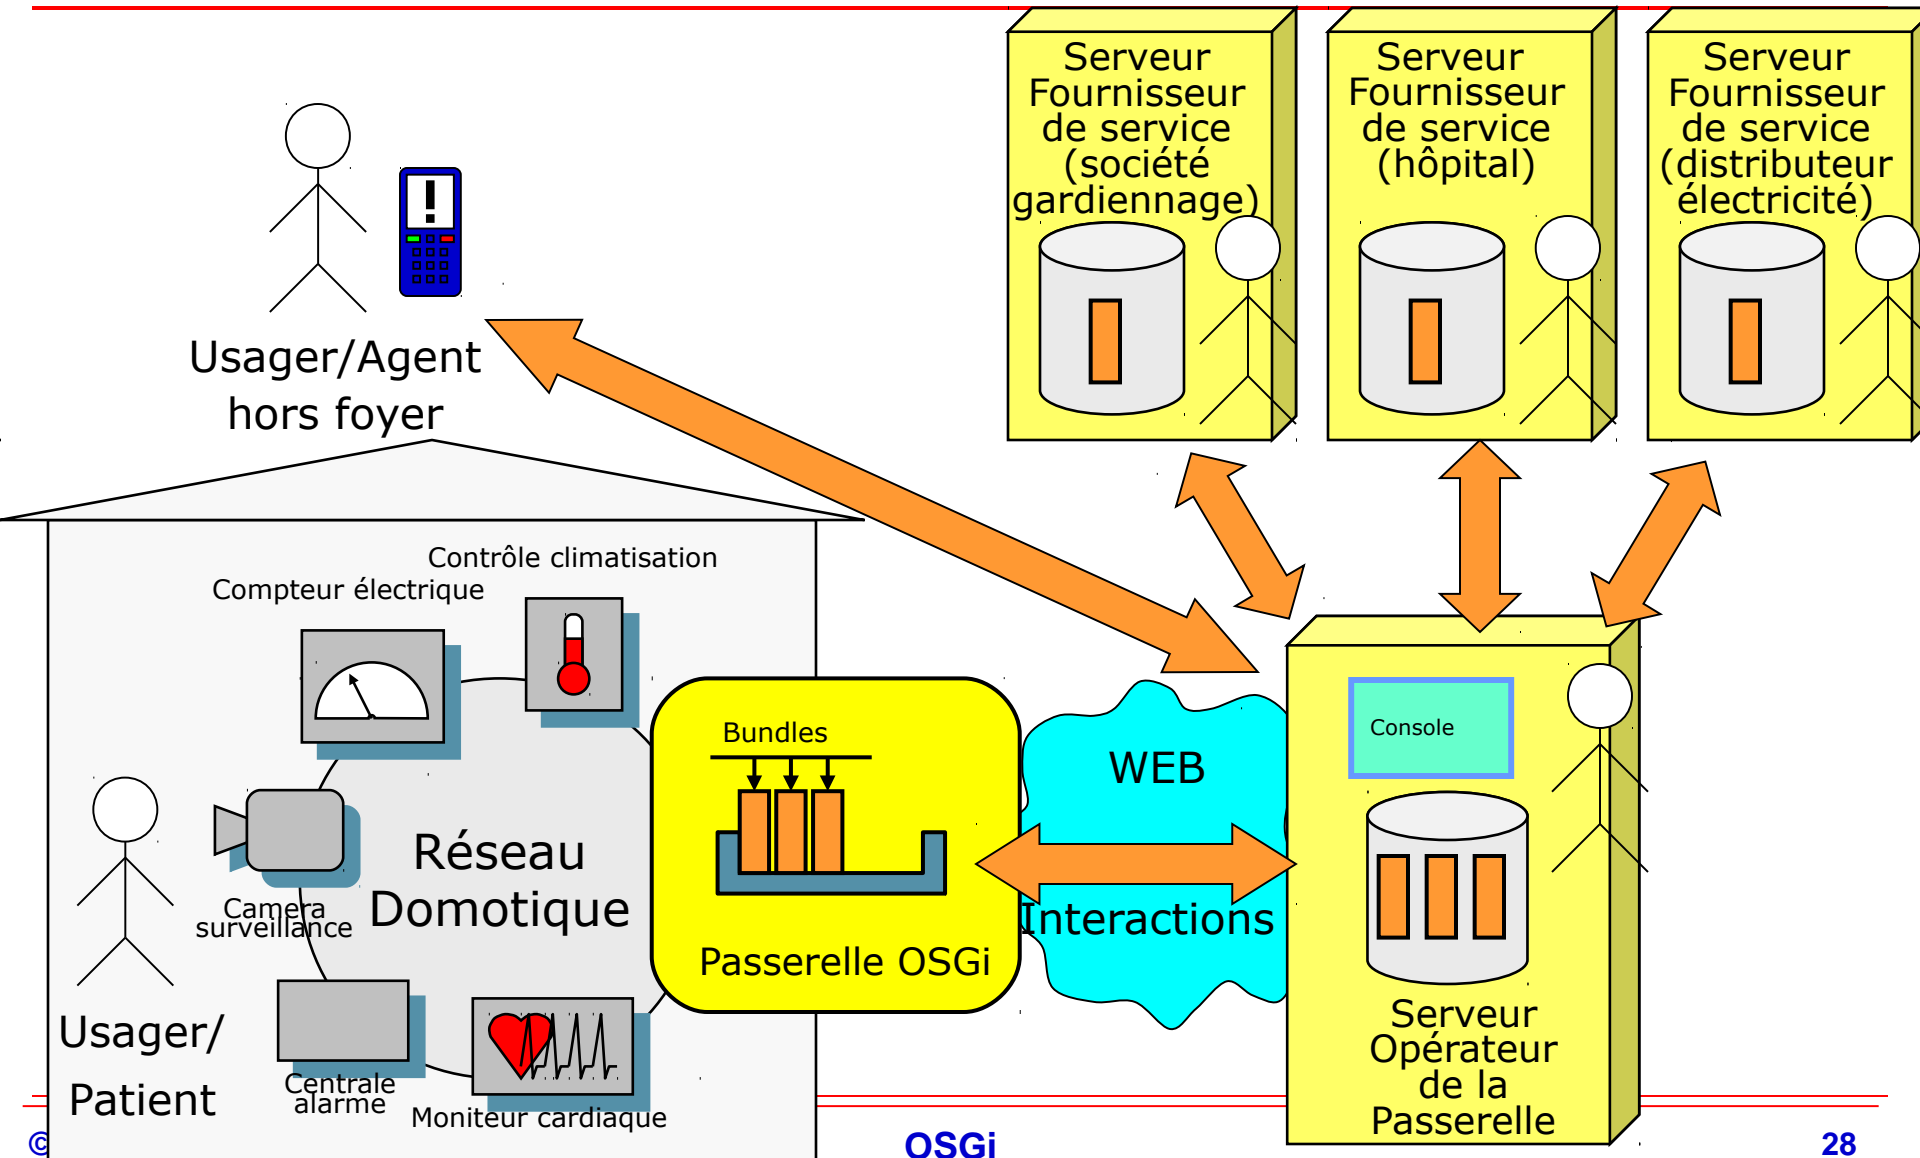 Serveur
Fournisseur
de service
(société
gardiennage)
Serveur
Fournisseur
de service
(hôpital)
Serveur
Fournisseur
de service
(distributeur
électricité)
!
Usager/Agent
hors foyer
Contrôle climatisation
Compteur électrique
Réseau
Domotique
Camera
surveillance
Centrale
alarme
Moniteur cardiaque
Usager/
Patient
Bundles
Passerelle OSGi
WEB
Interactions
Console
Serveur
Opérateur
de la
Passerelle
©
OSGi
28